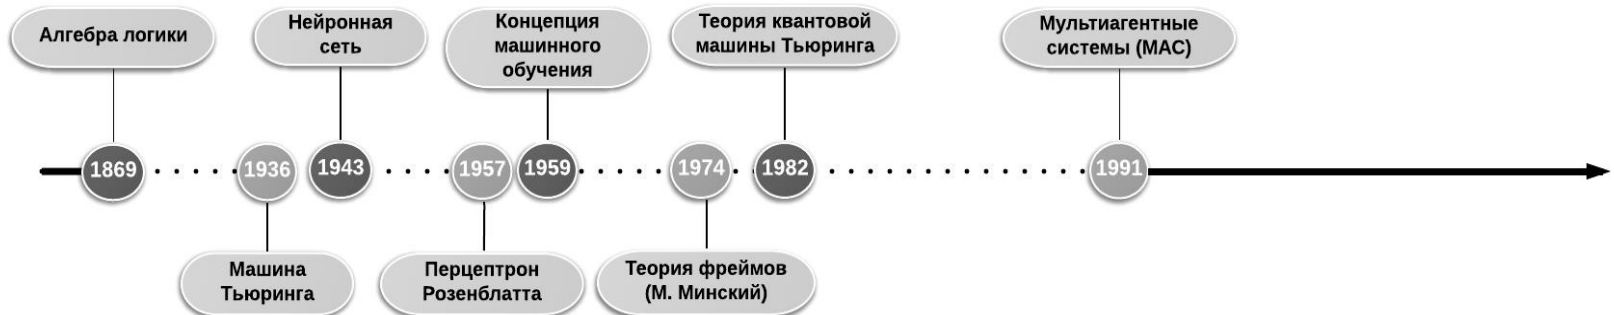 Алгебра логики
Нейронная
сеть
Концепция
машинного
обучения
Теория квантовой
машины Тьюринга
Мультиагентные
системы (МАС)
1869
1936
1943
1957
1959
1974
1982
1991
Машина
Тьюринга
Перцептрон
Розенблатта
Теория фреймов
(М. Минский)